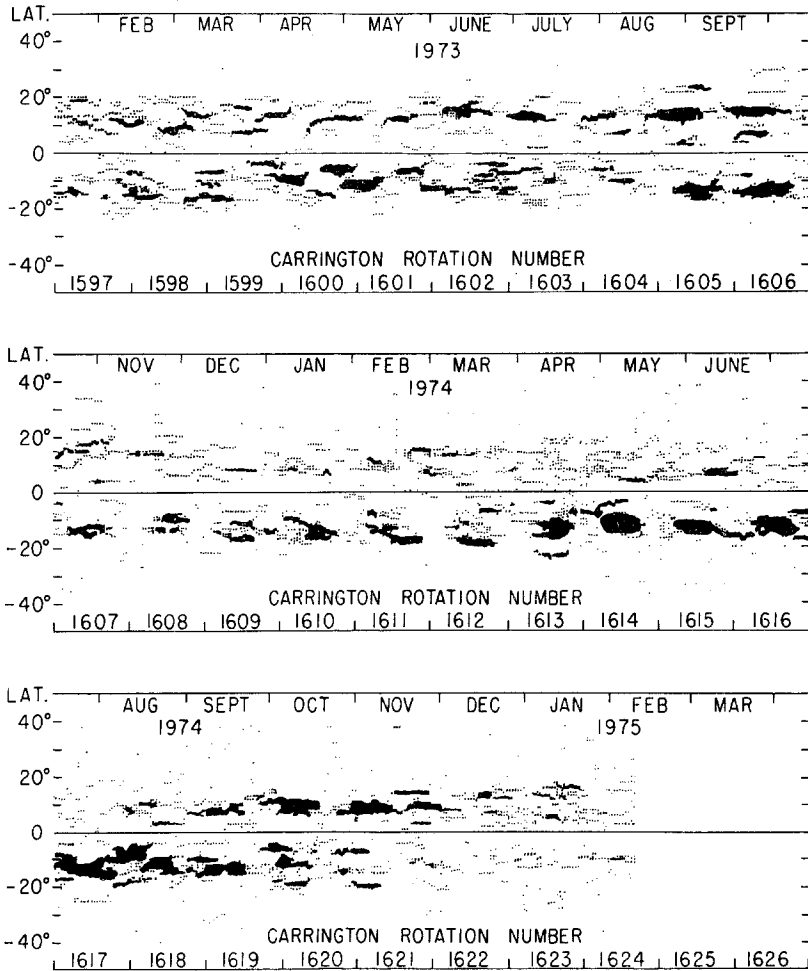 LAT.
FEB MAR APR MAY JUNE JULY AUG SEPT
40°
1973
20°
0
-20°
CARRINGTON ROTATION NUMBER
-40°
1597 1598 1599 1600 1601 1602 1603 1604 1605 1606
LAT.
NOV DEC JAN FEB MAR APR MAY JUNE
40°
1974
20°
0
-20°
-40°
CARRINGTON ROTATION NUMBER
1607 1608 1609 1610 1611 1612 1613 1614 1615 1616
LAT.
AUG SEPT OCT NOV DEC JAN FEB MAR
40°
1974 1975
20°
0
-20°
-40°
CARRINGTON ROTATION NUMBER
1617 1618 1619 1620 1621 1622 1623 1624 1625 1626